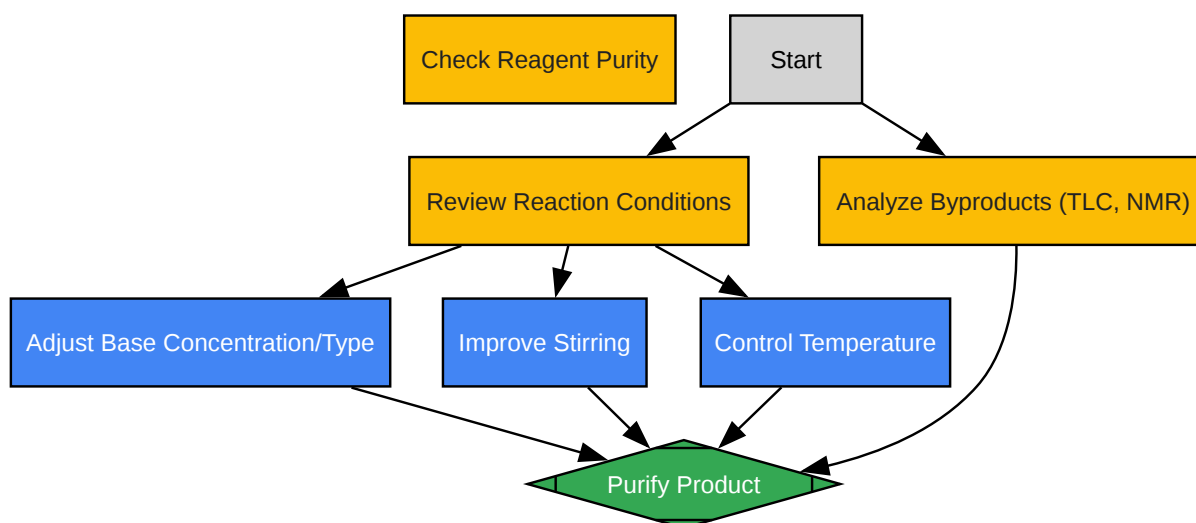 Check Reagent Purity
Start
Review Reaction Conditions
Analyze Byproducts (TLC, NMR)
Adjust Base Concentration/Type
Improve Stirring
Control Temperature
Purify Product